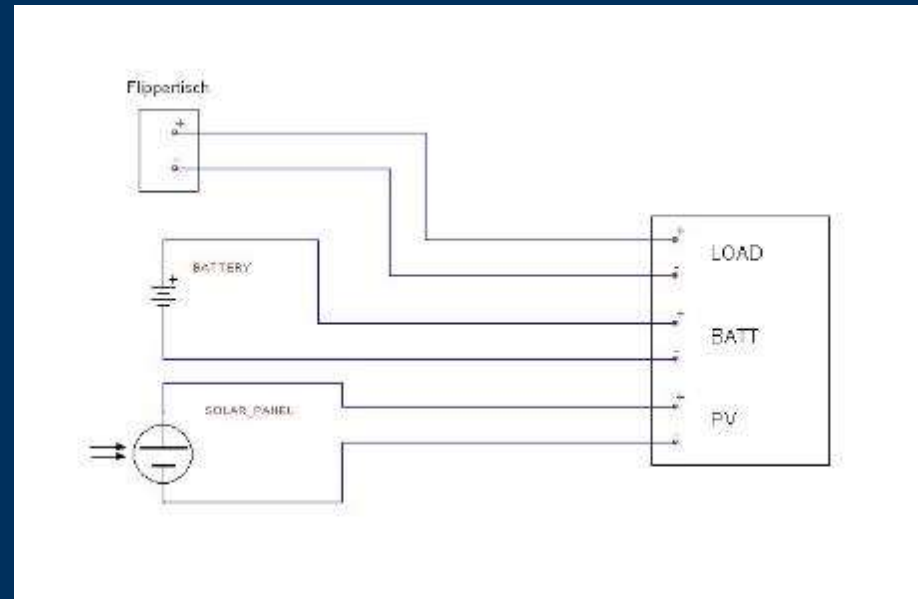 Flippertisch
+
-
BATTERY
+
SOLAR_PANEL
+
-
LOAD
+
-
BATT
+
-
PV